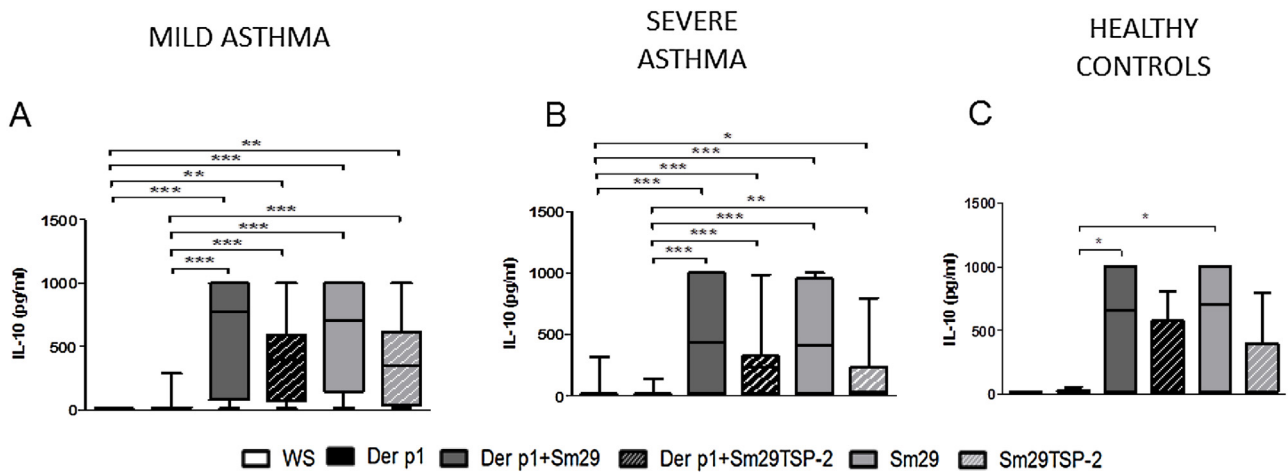 MILD ASTHMA
SEVERE
ASTHMA
HEALTHY
CONTROLS
A
**
***
**
***
***
***
***
***
1500
1000
500
0
IL-10 (pg/ml)
B
*
***
***
***
**
***
***
***
1500
1000
500
0
IL-10 (pg/ml)
C
*
*
1500
1000
500
0
IL-10 (pg/ml)
WS Der p1 Der p1+Sm29 Der p1+Sm29TSP-2 Sm29 Sm29TSP-2